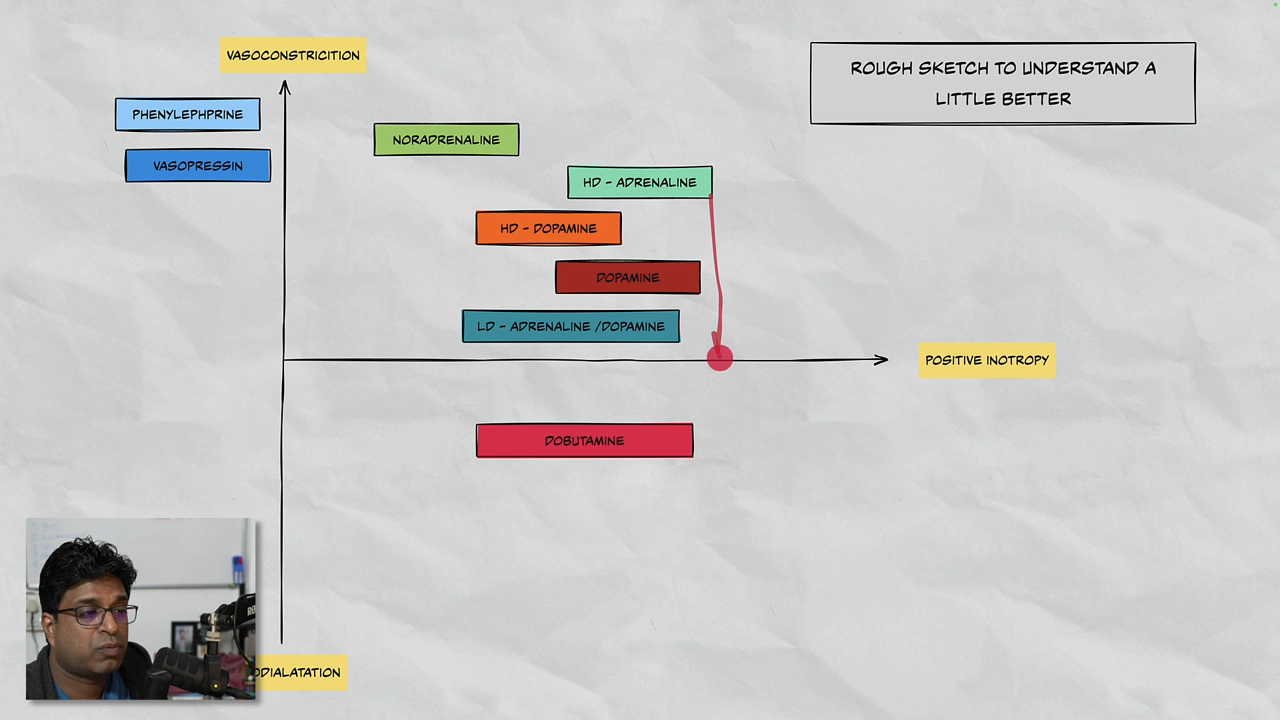 VASOCONSTRICITION
ROUGH SKETCH TO UNDERSTAND A
LITTLE BETTER
PHENYLEPHPRINE
NORADRENALINE
VASOPRESSIN
HD - ADRENALINE
HD - DOPAMINE
DOPAMINE
LD - ADRENALINE /DOPAMINE
POSITIVE INOTROPY
DOBUTAMINE
ODIALATATION